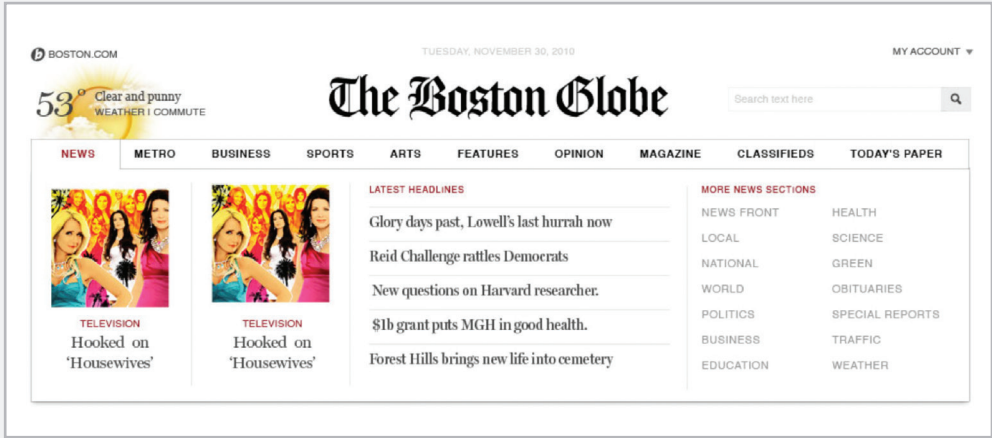 BOSTON.COM
TUESDAY, NOVEMBER 30, 2010
MY ACCOUNT
53°
Clear and punny
WEATHER | COMMUTE
The Boston Globe
Search text here
NEWS METRO BUSINESS SPORTS ARTS FEATURES OPINION MAGAZINE CLASSIFIEDS TODAY'S PAPER
TELEVISION
Hooked on
‘Housewives’
TELEVISION
Hooked on
‘Housewives’
LATEST HEADLINES
Glory days past, Lowell’s last hurrah now
Reid Challenge rattles Democrats
New questions on Harvard researcher.
$1b grant puts MGH in good health.
Forest Hills brings new life into cemetery
MORE NEWS SECTIONS
NEWS FRONT
LOCAL
NATIONAL
WORLD
POLITICS
BUSINESS
EDUCATION
HEALTH
SCIENCE
GREEN
OBITUARIES
SPECIAL REPORTS
TRAFFIC
WEATHER